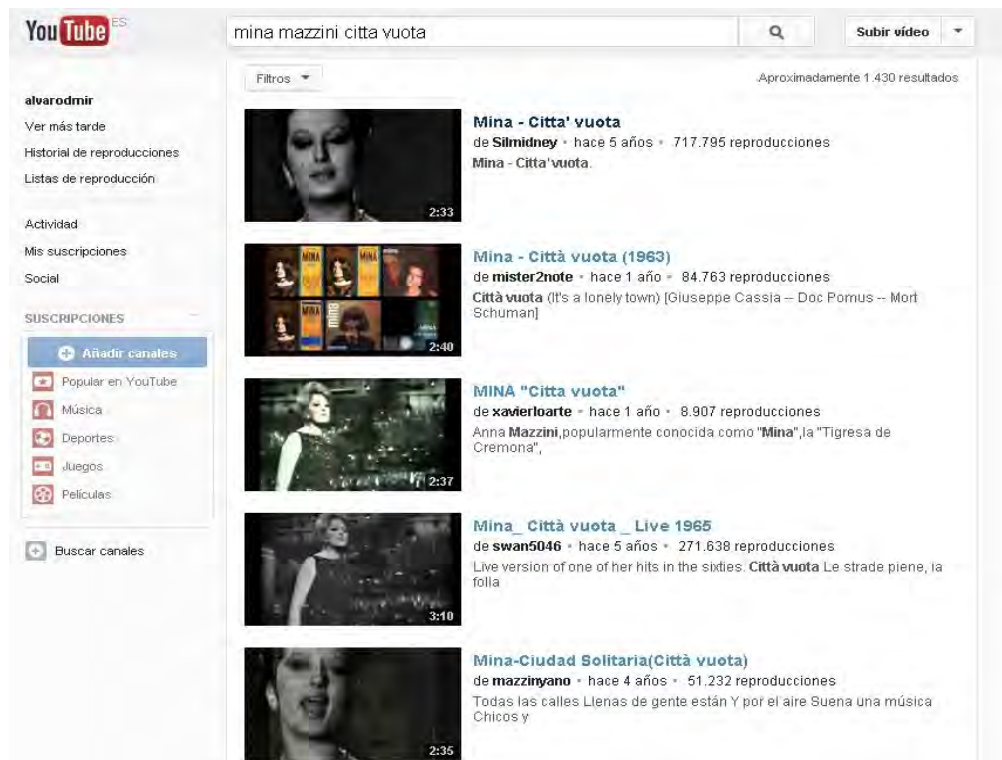 YouTube ES
mina mazzini citta vuota
Subir vídeo
Filtros
Aproximadamente 1.430 resultados
alvarodmir
Ver más tarde
Historial de reproducciones
Listas de reproducción
Actividad
Mis suscripciones
Social
SUSCRIPCIONES
Añadir canales
Popular en YouTube
Música
Deportes
Juegos
Películas
Buscar canales
2:33
Mina - Citta' vuota
de Silmidney • hace 5 años • 717.795 reproducciones
Mina - Citta'vuota.
MINA MINA
MINA mina MINA
2:40
Mina - Città vuota (1963)
de mister2note • hace 1 año • 84.763 reproducciones
Città vuota (It's a lonely town) [Giuseppe Cassia -- Doc Pomus -- Mort
Schuman]
2:37
MINA "Citta vuota"
de xavierloarte • hace 1 año • 8.907 reproducciones
Anna Mazzini,popularmente conocida como "Mina",la "Tigresa de
Cremona",
3:10
Mina_ Città vuota _ Live 1965
de swan5046 • hace 5 años • 271.638 reproducciones
Live version of one of her hits in the sixties. Città vuota Le strade piene, la
folla
2:35
Mina-Ciudad Solitaria(Città vuota)
de mazzinyano • hace 4 años • 51.232 reproducciones
Todas las calles Llenas de gente están Y por el aire Suena una música
Chicos y